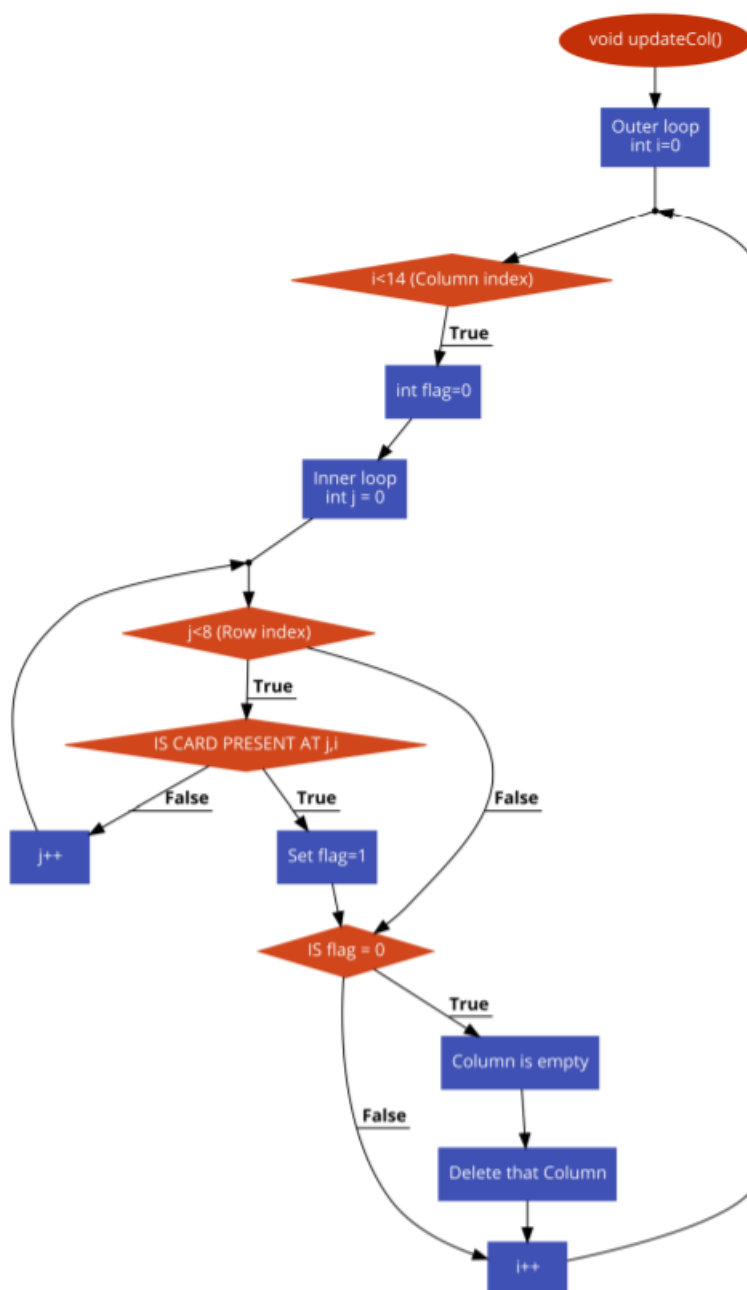 void updateCol()
Outer loop
int i=0
i<14 (Column index)
True
int flag=0
Inner loop
int j = 0
j<8 (Row index)
True
IS CARD PRESENT AT j,i
False
True
False
j++
Set flag=1
IS flag = 0
True
Column is empty
False
Delete that Column
i++